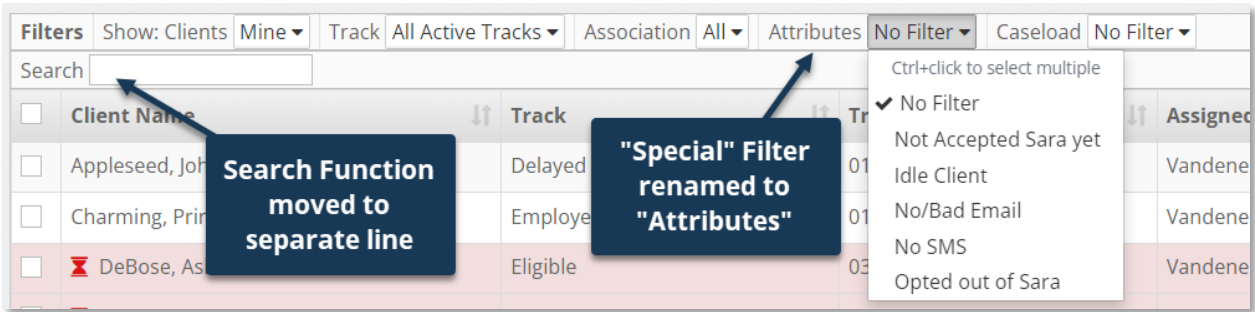 Filters Show: Clients Mine Track All Active Tracks Association All Attributes No Filter Caseload No Filter
Search
Ctrl+click to select multiple
No Filter
Not Accepted Sara yet
Idle Client
No/Bad Email
No SMS
Opted out of Sara
Client Name Track Tr Assigned
Appleseed, Joh Delayed 01 Vandene
Charming, Prin Employe 01 Vandene
DeBose, As Eligible 03 Vandene
Search Function
moved to
separate line
"Special" Filter
renamed to
"Attributes"